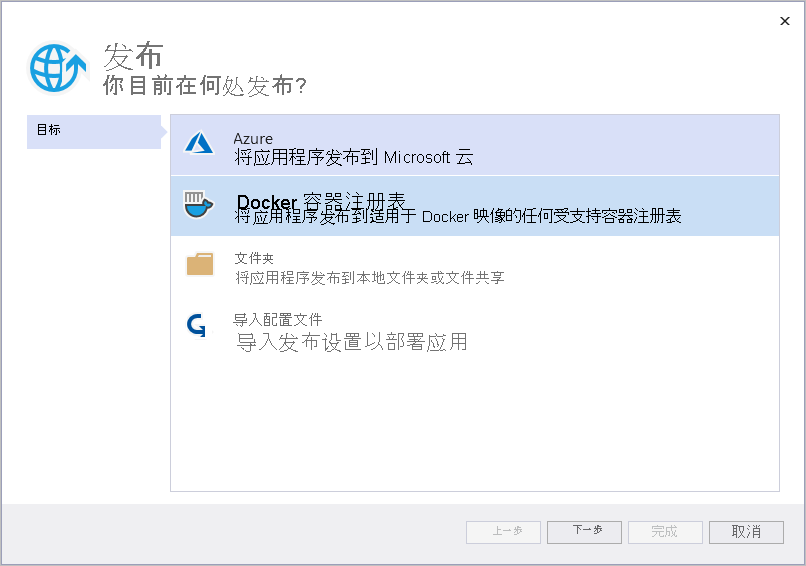 发布
你目前在何处发布?
目标
Azure
将应用程序发布到 Microsoft 云
Docker 容器注册表
将应用程序发布到适用于 Docker 映像的任何受支持容器注册表
文件夹
将应用程序发布到本地文件夹或文件共享
导入配置文件
导入发布设置以部署应用
上一步
下一步
完成
取消